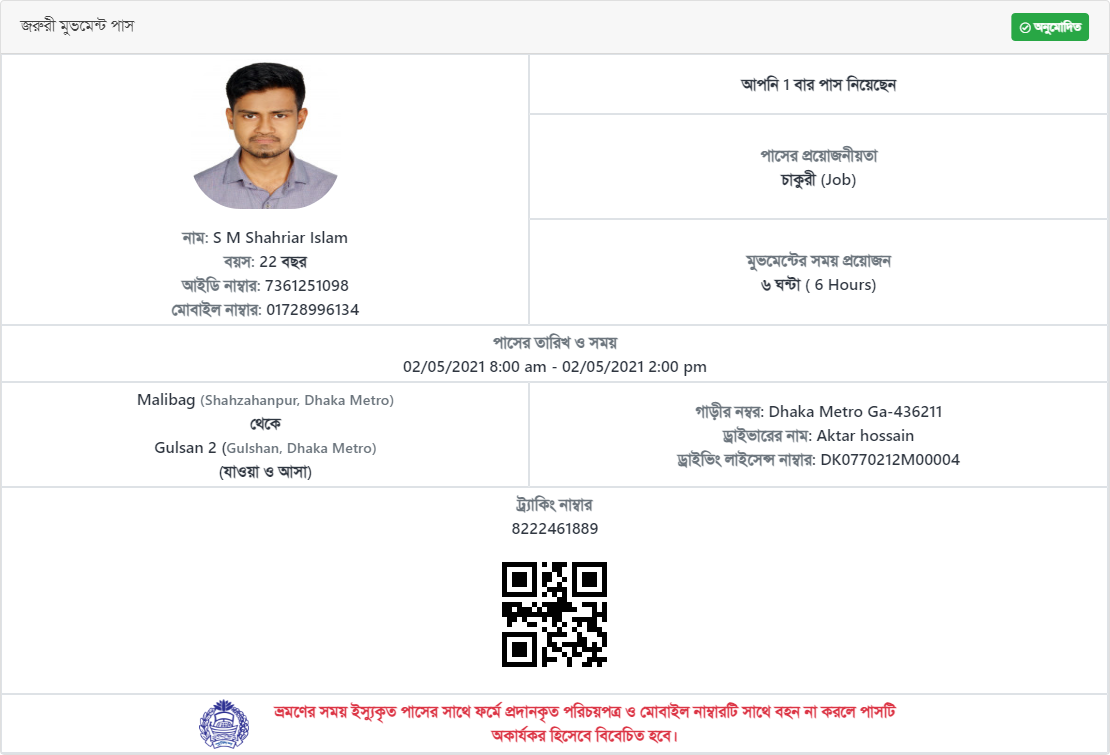 জরুরী মুভমেন্ট পাস
অনুমোদিত
নাম: S M Shahriar Islam
বয়স: 22 বছর
আইডি নাম্বার: 7361251098
মোবাইল নাম্বার: 01728996134
আপনি 1 বার পাস নিয়েছেন
পাসের প্রয়োজনীয়তা
চাকুরী (Job)
মুভমেন্টের সময় প্রয়োজন
৬ ঘন্টা ( 6 Hours)
পাসের তারিখ ও সময়
02/05/2021 8:00 am - 02/05/2021 2:00 pm
Malibag (Shahzahanpur, Dhaka Metro)
থেকে
Gulsan 2 (Gulshan, Dhaka Metro)
(যাওয়া ও আসা)
গাড়ীর নম্বর: Dhaka Metro Ga-436211
ড্রাইভারের নাম: Aktar hossain
ড্রাইভিং লাইসেন্স নাম্বার: DK0770212M00004
ট্র্যাকিং নাম্বার
8222461889
ভ্রমণের সময় ইস্যুকৃত পাসের সাথে ফর্মে প্রদানকৃত পরিচয়পত্র ও মোবাইল নাম্বারটি সাথে বহন না করলে পাসটি
অকার্যকর হিসেবে বিবেচিত হবে।